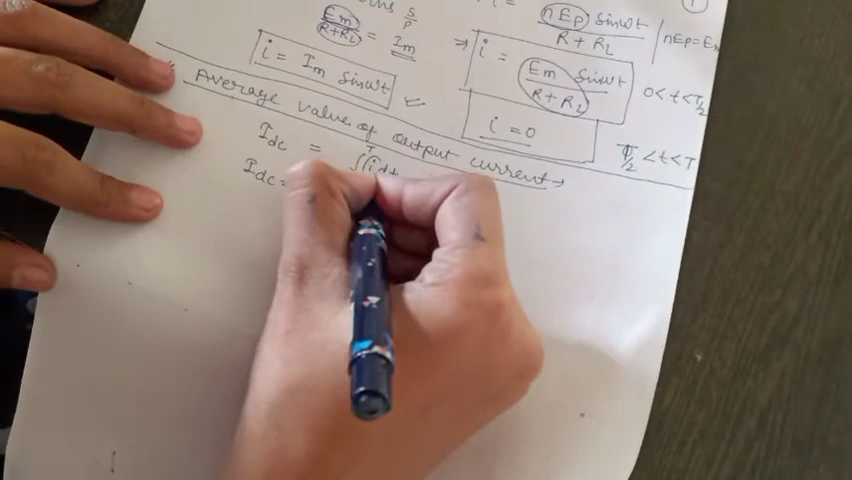 S/P
nEp sinωt / R + RL | nEp = Em
Em / R+RL = Im
⇒ i = Em sinωt / R + RL 0 < t < T/2
i = Im sinωt
i = 0 T/2 < t < T
* Average value of output current →
Idc = ∫ i dt
Idc =